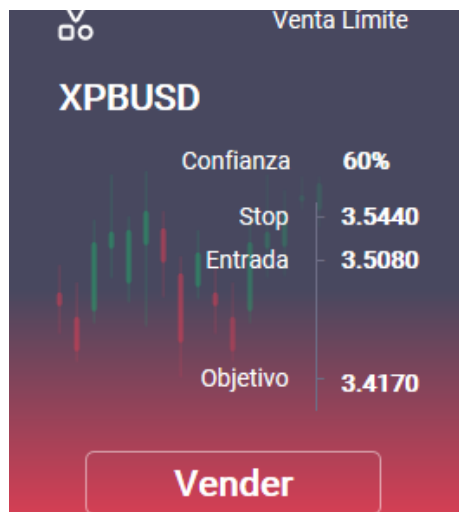 Venta Límite
XPBUSD
Confianza 60%
Stop 3.5440
Entrada 3.5080
Objetivo 3.4170
Vender